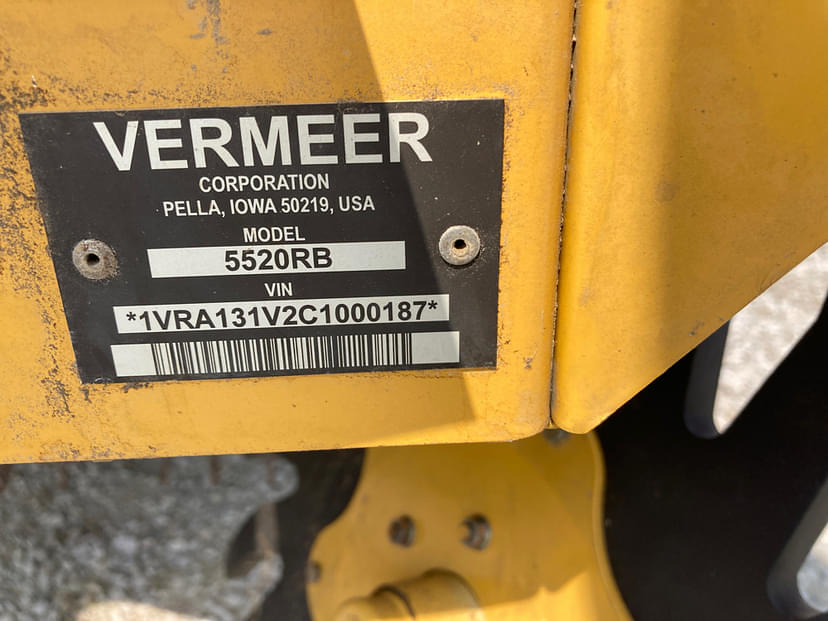 VERMEER
CORPORATION
PELLA, IOWA 50219, USA
MODEL
5520RB
VIN
*1VRA131V2C1000187*